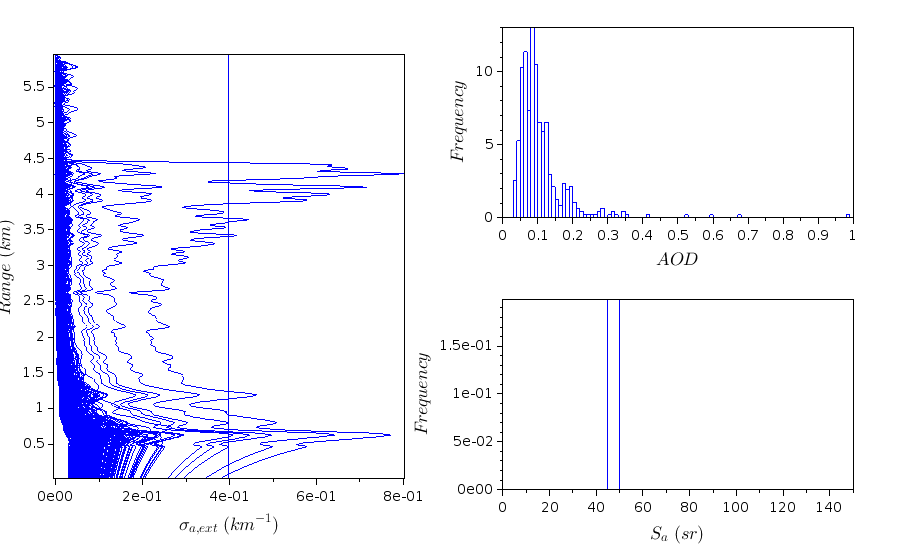 5.5
5
4.5
4
3.5
3
2.5
2
1.5
1
0.5
Range (km)
0e00 2e-01 4e-01 6e-01 8e-01
σa,ext (km−1)
10
5
0
Frequency
0 0.1 0.2 0.3 0.4 0.5 0.6 0.7 0.8 0.9 1
AOD
1.5e-01
1e-01
5e-02
0e00
Frequency
0 20 40 60 80 100 120 140
Sa (sr)